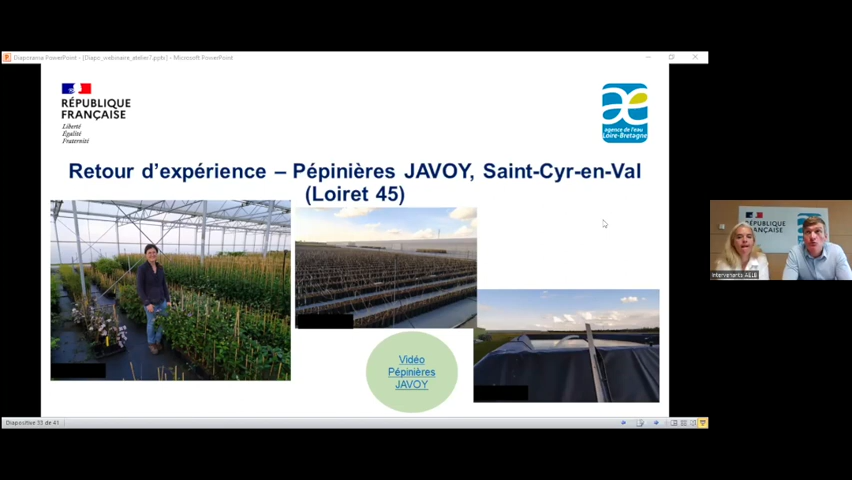 Diaporama PowerPoint - [Diapo_webinaire_atelier7.pptx] - Microsoft PowerPoint
RÉPUBLIQUE
FRANÇAISE
Liberté
Égalité
Fraternité
agence de l'eau
Loire-Bretagne
Retour d'expérience – Pépinières JAVOY, Saint-Cyr-en-Val
(Loiret 45)
Vidéo
Pépinières
JAVOY
RÉPUBLIQUE
FRANÇAISE
Intervenants AELB
Diapositive 33 de 41